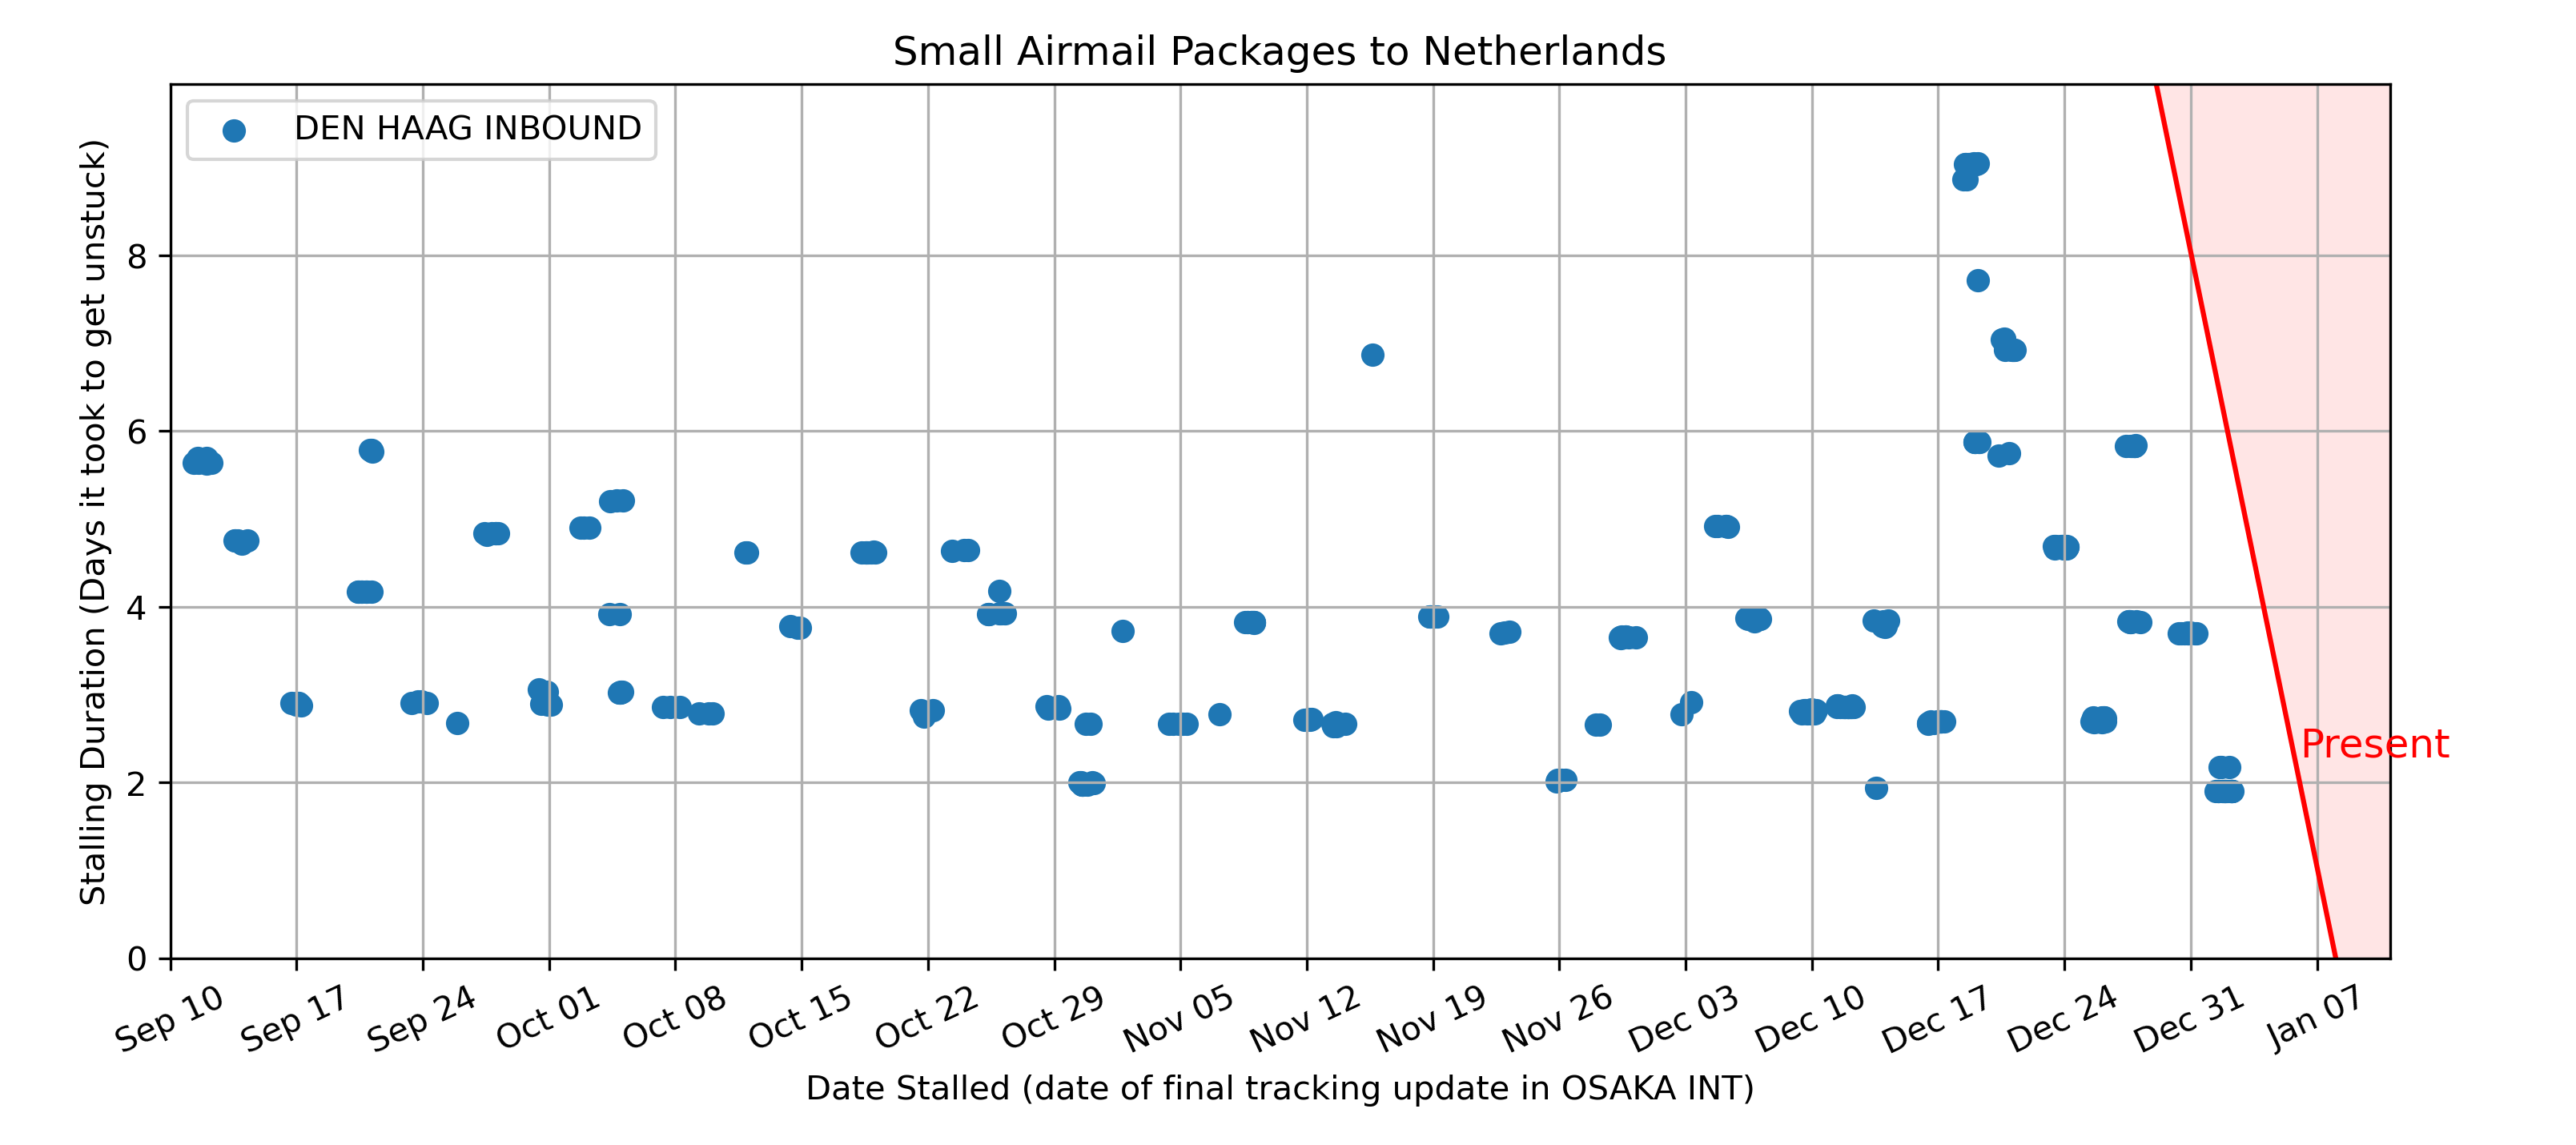 Small Airmail Packages to Netherlands
DEN HAAG INBOUND
Stalling Duration (Days it took to get unstuck)
8
6
4
2
0
Present
Sep 10
Sep 17
Sep 24
Oct 01
Oct 08
Oct 15
Oct 22
Oct 29
Nov 05
Nov 12
Nov 19
Nov 26
Dec 03
Dec 10
Dec 17
Dec 24
Dec 31
Jan 07
Date Stalled (date of final tracking update in OSAKA INT)